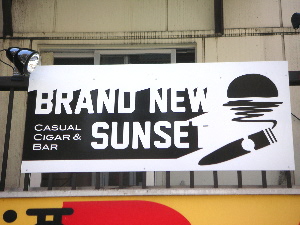 BRAND NEW
SUNSET
CASUAL
CIGAR &
BAR